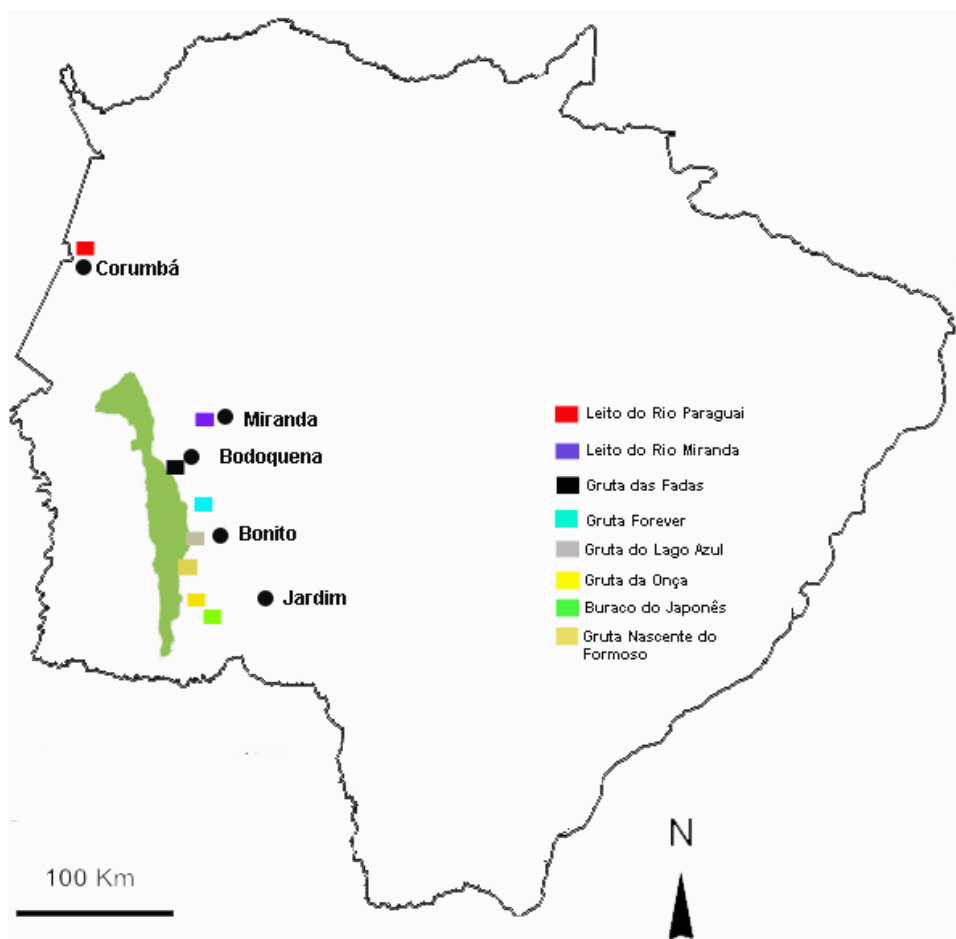 Corumbá
Miranda
Bodoquena
Bonito
Jardim
Leito do Rio Paraguai
Leito do Rio Miranda
Gruta das Fadas
Gruta Forever
Gruta do Lago Azul
Gruta da Onça
Buraco do Japonês
Gruta Nascente do
Formoso
N
100 Km